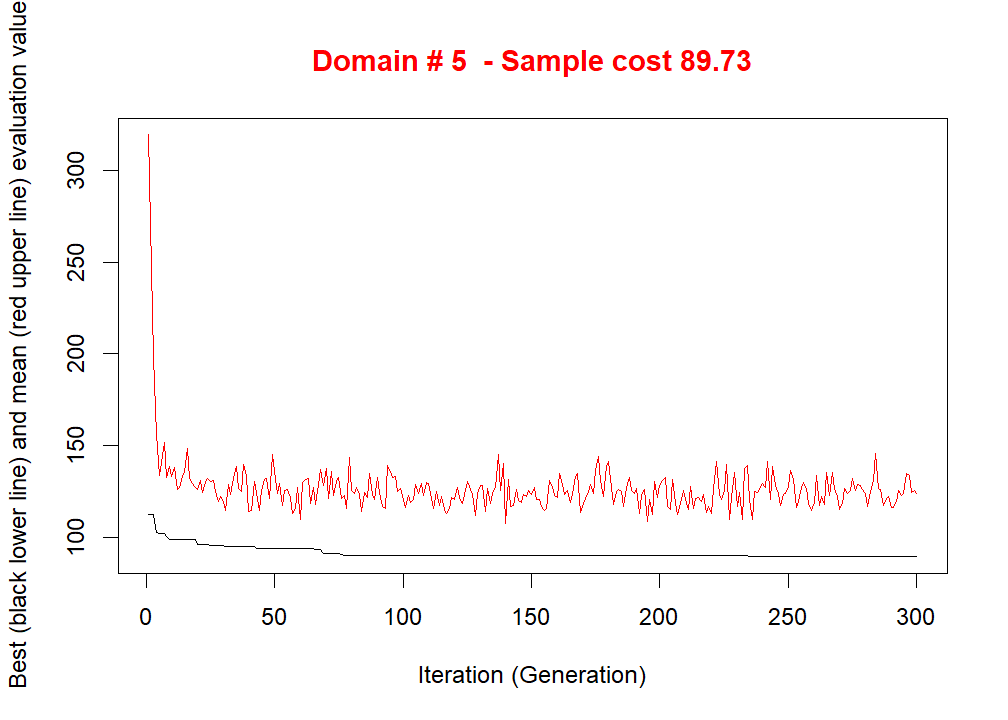 Domain # 5  - Sample cost 89.73
Best (black lower line) and mean (red upper line) evaluation value
300
250
200
150
100
0 50 100 150 200 250 300
Iteration (Generation)